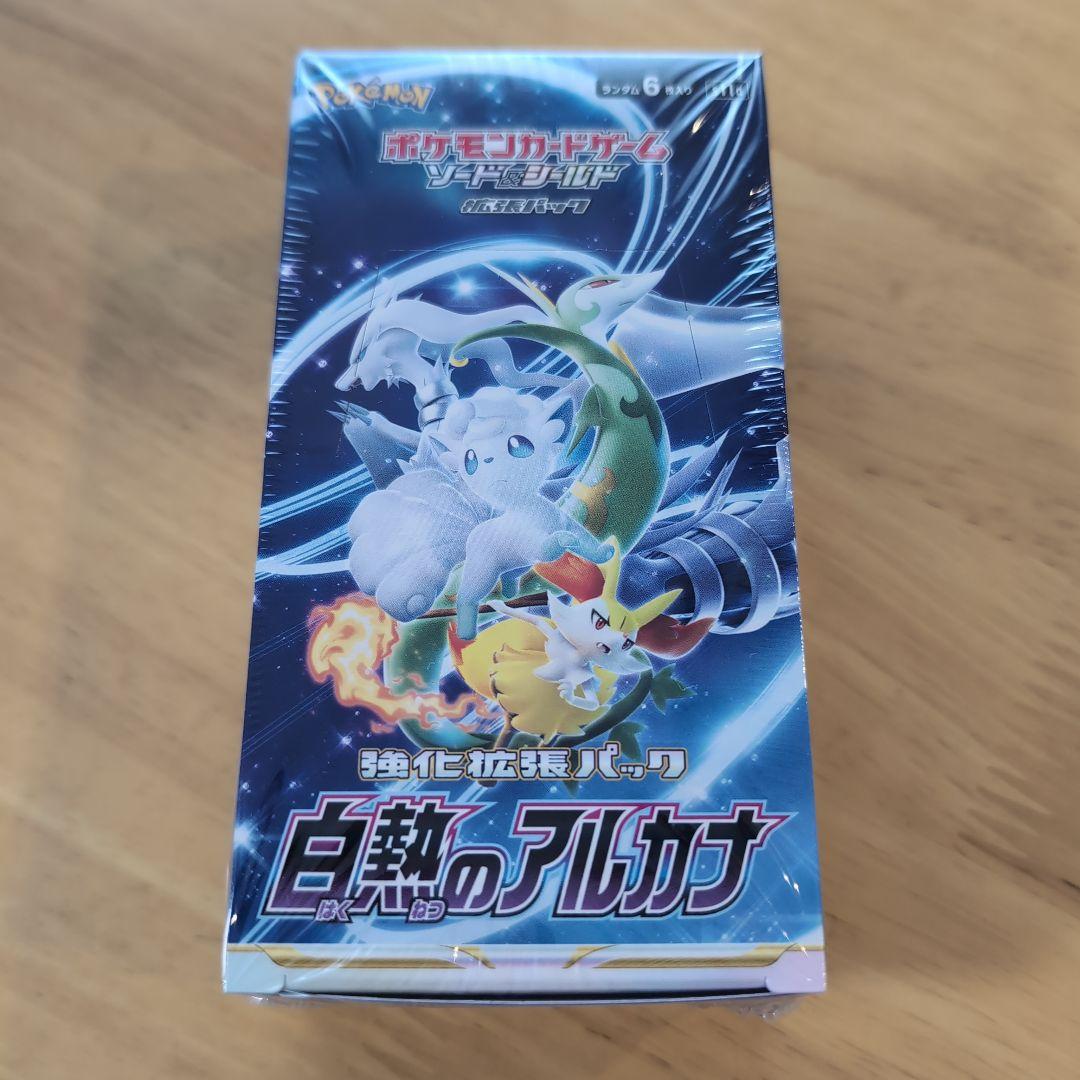 POKéMON
ランダム6枚入り s11a
ポケモンカードゲーム
ソード&シールド
拡張パック
強化拡張パック
白熱のアルカナ
はく ねつ